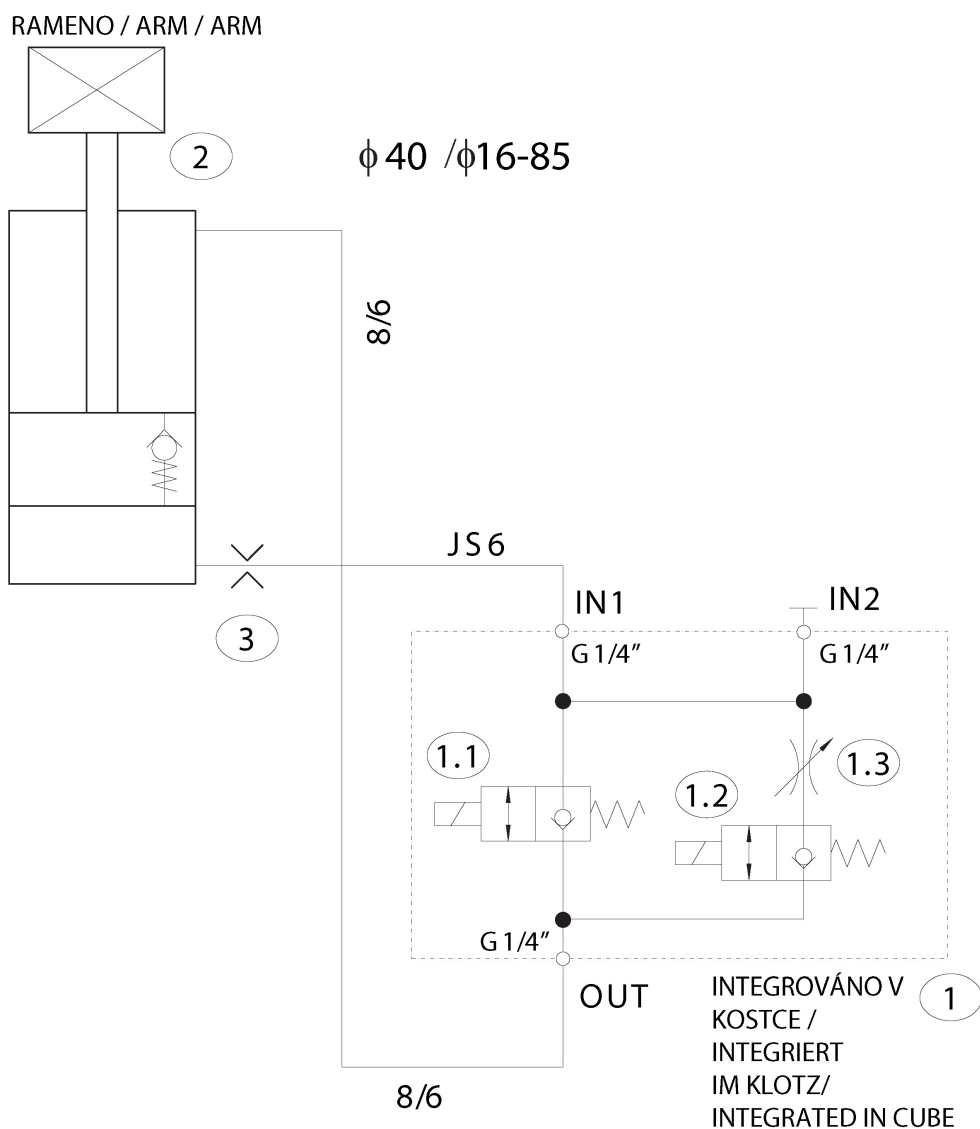 RAMENO / ARM / ARM
2
ϕ 40 /ϕ16-85
8/6
JS6
3
IN1
IN2
G 1/4"
G 1/4"
1.1
1.3
1.2
G 1/4"
OUT
1
INTEGROVÁNO V
KOSTCE /
INTEGRIERT
IM KLOTZ/
INTEGRATED IN CUBE
8/6